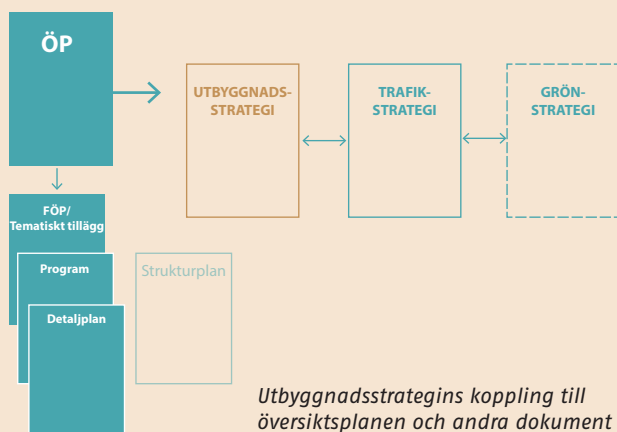 ÖP
UTBYGGNADS-
STRATEGI
TRAFIK-
STRATEGI
GRÖN-
STRATEGI
FÖP/
Tematiskt tillägg
Program
Strukturplan
Detaljplan
Utbyggnadsstrategins koppling till
översiktsplanen och andra dokument